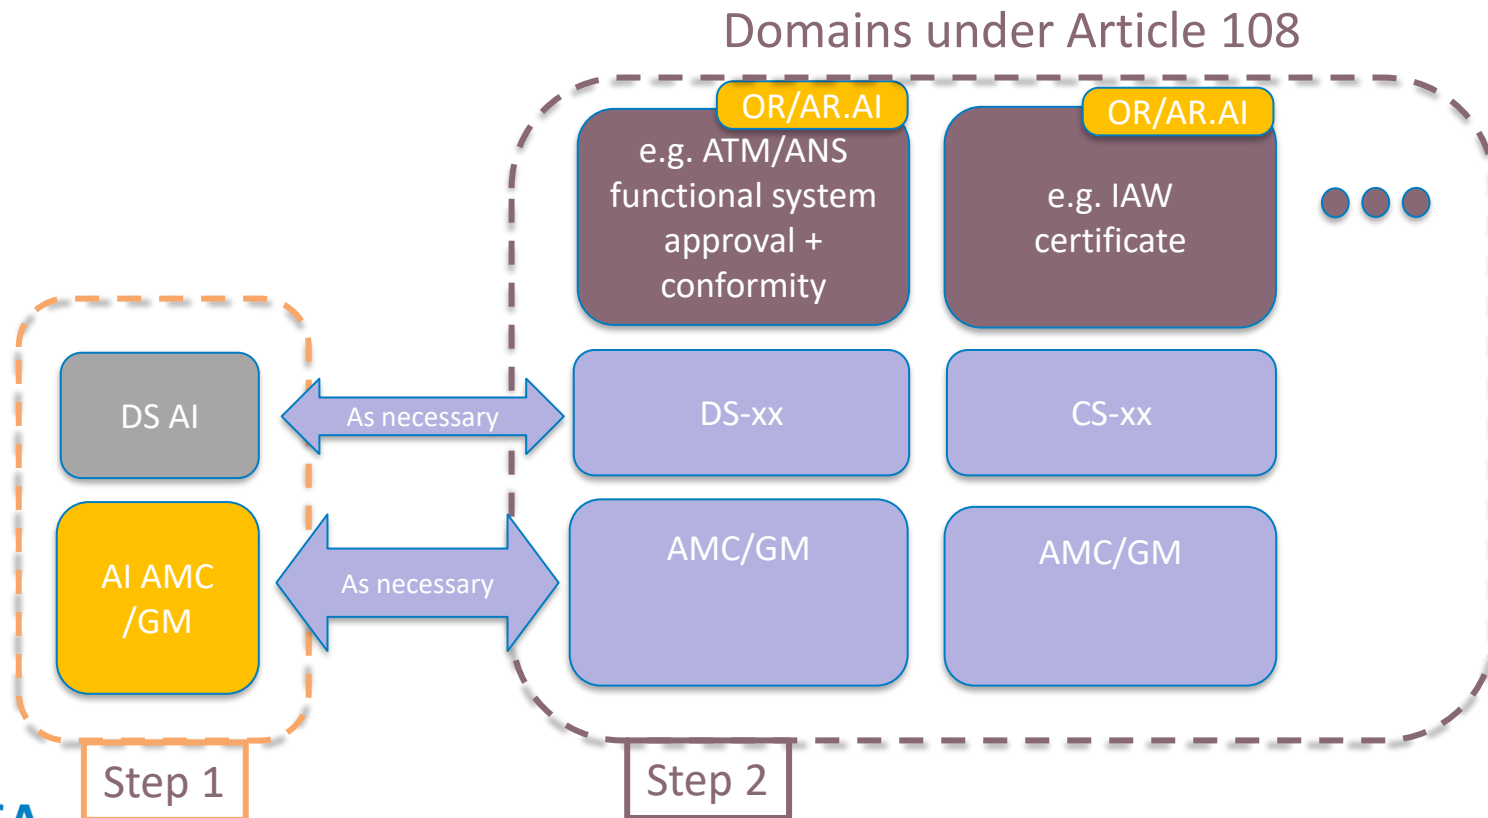 Domains under Article 108
OR/AR.AI
OR/AR.AI
e.g. ATM/ANS
functional system
approval +
conformity
e.g. IAW
certificate
DS AI
As necessary
DS-xx
CS-xx
AI AMC
/GM
As necessary
AMC/GM
AMC/GM
Step 1
Step 2